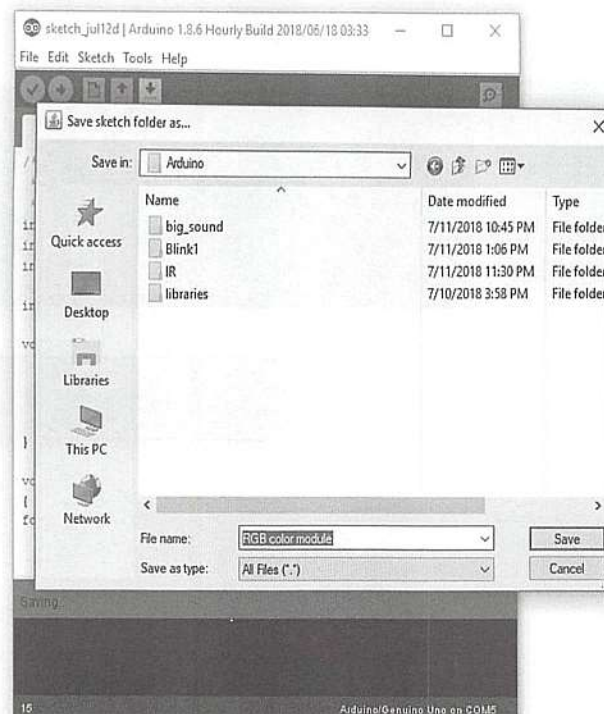 sketch_jul12d | Arduino 1.8.6 Hourly Build 2018/06/18 03:33
File Edit Sketch Tools Help
Save sketch folder as...
Save in: Arduino
Name Date modified Type
big_sound 7/11/2018 10:45 PM File folder
Blink1 7/11/2018 1:06 PM File folder
IR 7/11/2018 11:30 PM File folder
libraries 7/10/2018 3:58 PM File folder
Quick access
Desktop
Libraries
This PC
Network
File name: RGB color module Save
Save as type: All Files (*.*) Cancel
Saving...
15 Arduino/Genuino Uno on COM5